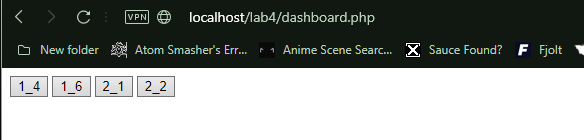 VPN localhost/lab4/dashboard.php
New folder Atom Smasher's Err... Anime Scene Searc... Sauce Found? Fjolt
1_4 1_6 2_1 2_2